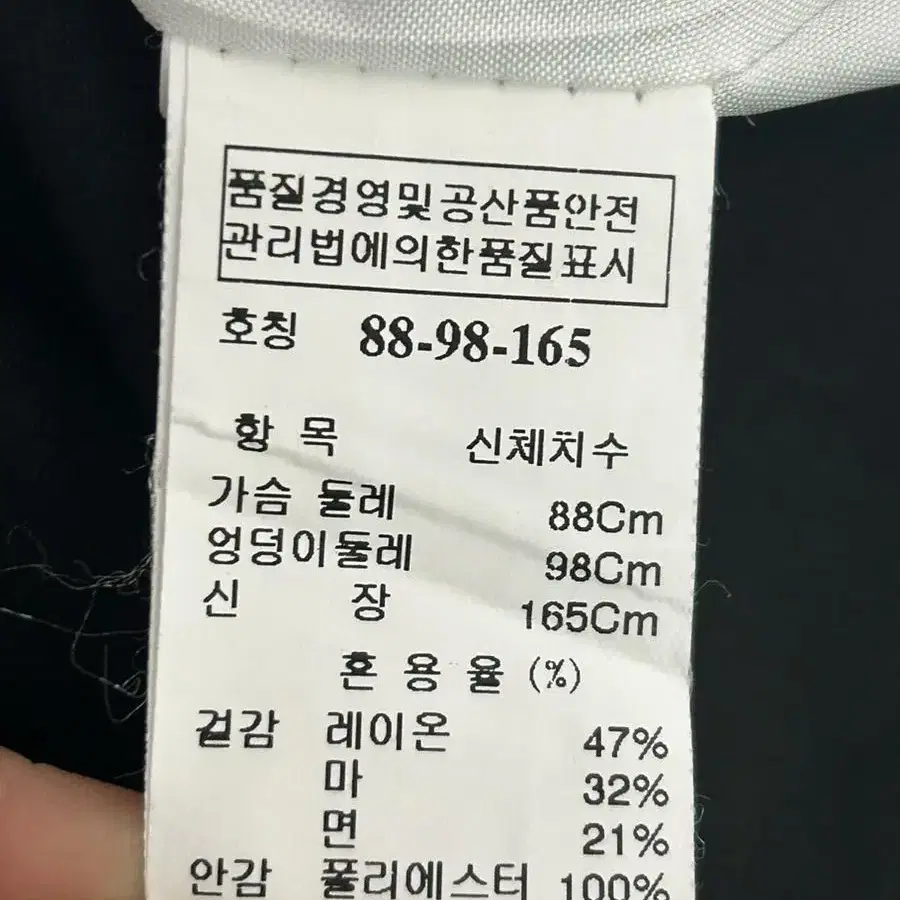 품질경영및공산품안전
관리법에의한품질표시
호칭 88-98-165
항 목 신체치수
가슴 둘레 88Cm
엉덩이둘레 98Cm
신 장 165Cm
혼 용 율 (%)
겉감 레이온 47%
마 32%
면 21%
안감 폴리에스터 100%